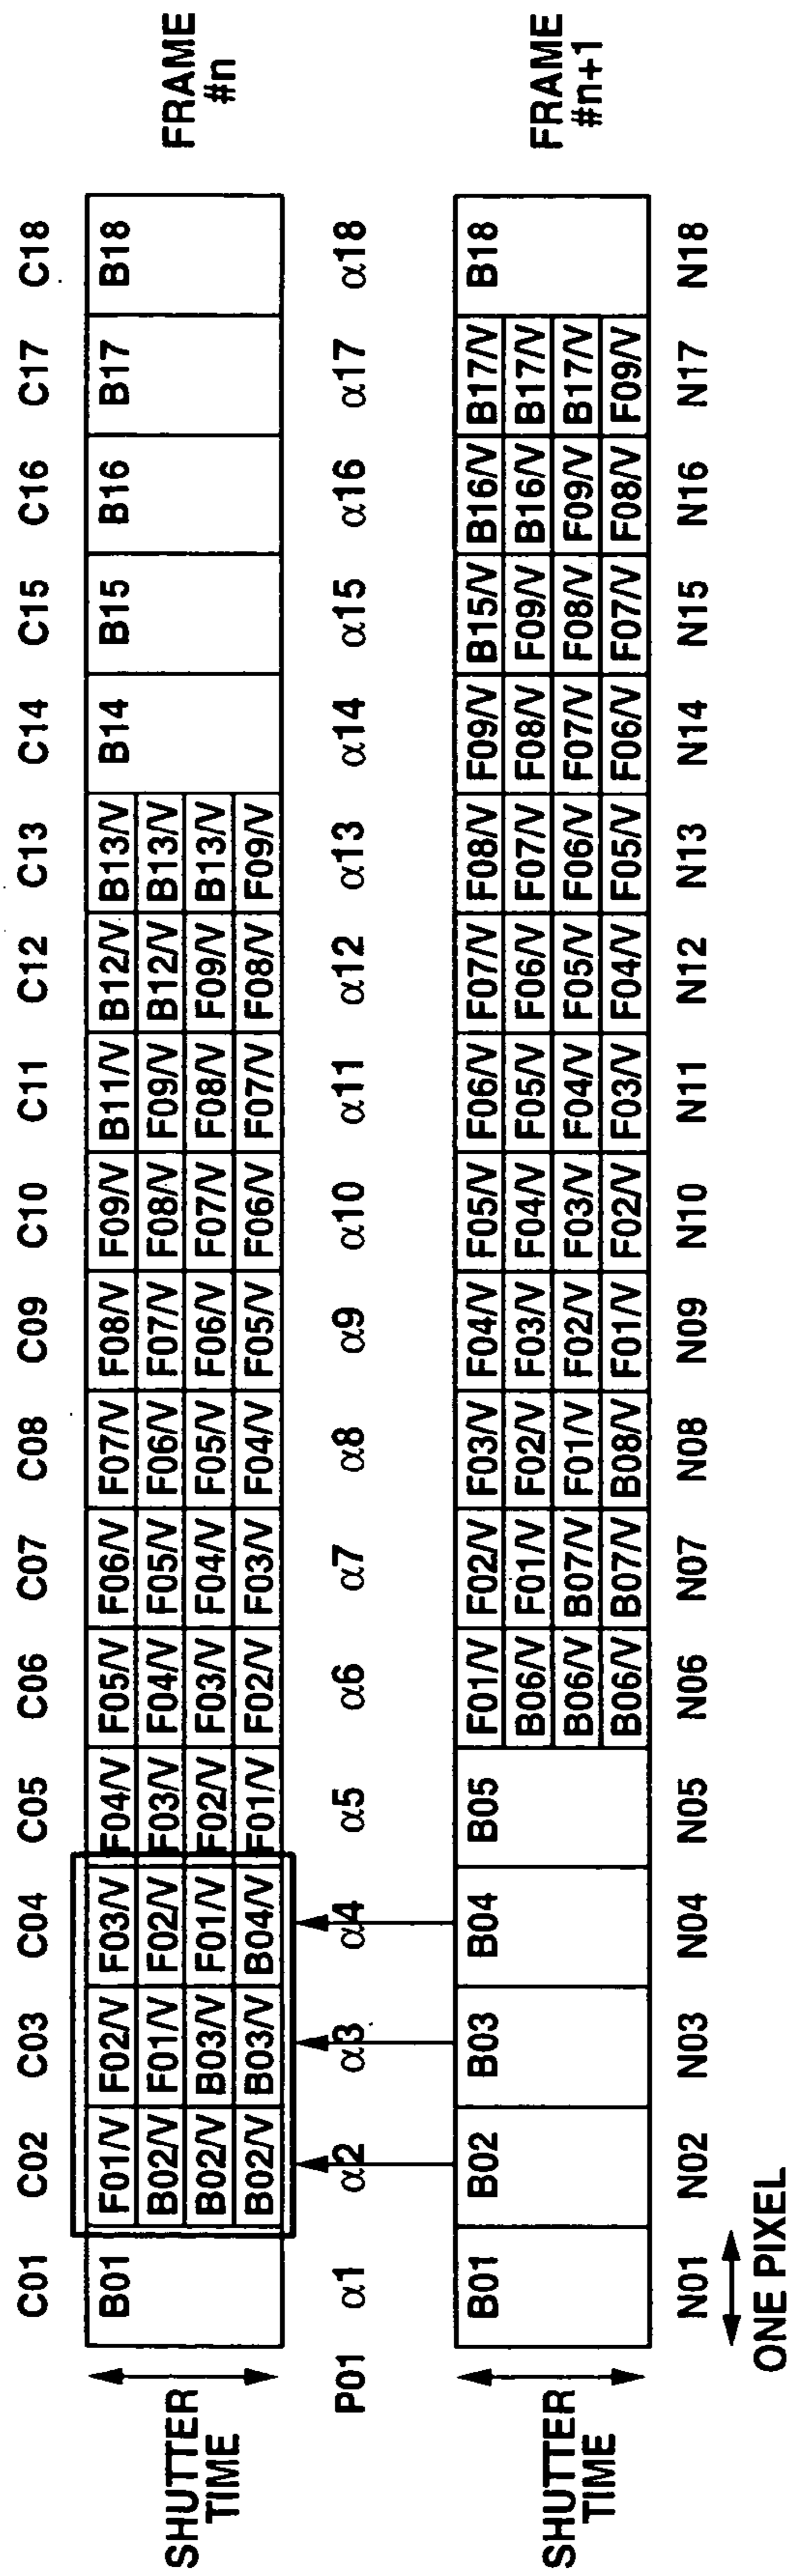 C01 C02 C03 C04 C05 C06 C07 C08 C09 C10 C11 C12 C13 C14 C15 C16 C17 C18
B01 F01/V F02/V F03/V F04/V F05/V F06/V F07/V F08/V F09/V B11/V B12/V B13/V B14 B15 B16 B17 B18
B02/V F01/V F02/V F03/V F04/V F05/V F06/V F07/V F08/V F09/V B12/V B13/V
B02/V B03/V F01/V F02/V F03/V F04/V F05/V F06/V F07/V F08/V F09/V B13/V
B02/V B03/V B04/V F01/V F02/V F03/V F04/V F05/V F06/V F07/V F08/V F09/V
SHUTTER
TIME
FRAME
#n
P01 α1 α2 α3 α4 α5 α6 α7 α8 α9 α10 α11 α12 α13 α14 α15 α16 α17 α18
B01 B02 B03 B04 B05 F01/V F02/V F03/V F04/V F05/V F06/V F07/V F08/V F09/V B15/V B16/V B17/V B18
B06/V F01/V F02/V F03/V F04/V F05/V F06/V F07/V F08/V F09/V B16/V B17/V
B06/V B07/V F01/V F02/V F03/V F04/V F05/V F06/V F07/V F08/V F09/V B17/V
B06/V B07/V B08/V F01/V F02/V F03/V F04/V F05/V F06/V F07/V F08/V F09/V
SHUTTER
TIME
FRAME
#n+1
N01 N02 N03 N04 N05 N06 N07 N08 N09 N10 N11 N12 N13 N14 N15 N16 N17 N18
ONE PIXEL